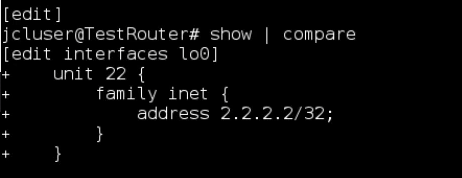 [edit]
jcluser@TestRouter# show | compare
[edit interfaces lo0]
+    unit 22 {
+        family inet {
+            address 2.2.2.2/32;
+        }
+    }